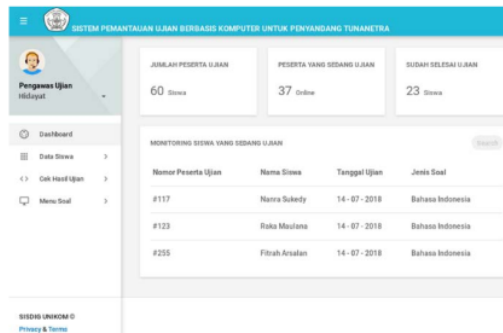 SISTEM PEMANTAUAN UJIAN BERBASIS KOMPUTER UNTUK PENYANDANG TUNANETRA
Pengawas Ujian
Hidayat
Dashboard
Data Siswa
Cek Hasil Ujian
Menu Soal
SISDIG UNIKOM ©
Privacy & Terms
JUMLAH PESERTA UJIAN
60 Siswa
PESERTA YANG SEDANG UJIAN
37 Online
SUDAH SELESAI UJIAN
23 Siswa
MONITORING SISWA YANG SEDANG UJIAN
Search
Nomor Peserta Ujian Nama Siswa Tanggal Ujian Jenis Soal
#117 Nanra Sukedy 14 - 07 - 2018 Bahasa Indonesia
#123 Raka Maulana 14 - 07 - 2018 Bahasa Indonesia
#255 Fitrah Arsalan 14 - 07 - 2018 Bahasa Indonesia